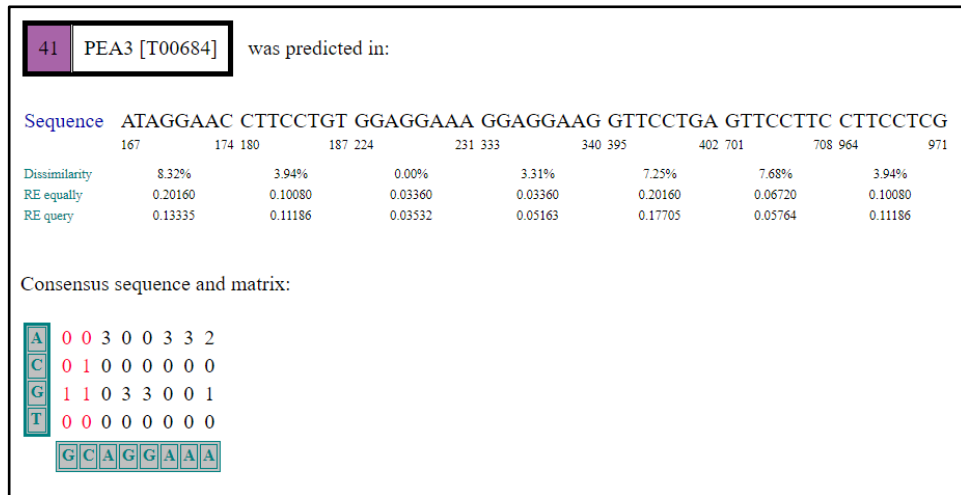 41 PEA3 [T00684] was predicted in:
Sequence ATAGGAAC CTTCCTGT GGAGGAAA GGAGGAAG GTTCCTGA GTTCCTTC CTTCCTCG
167 174 180 187 224 231 333 340 395 402 701 708 964 971
Dissimilarity 8.32% 3.94% 0.00% 3.31% 7.25% 7.68% 3.94%
RE equally 0.20160 0.10080 0.03360 0.03360 0.20160 0.06720 0.10080
RE query 0.13335 0.11186 0.03532 0.05163 0.17705 0.05764 0.11186
Consensus sequence and matrix:
A 0 0 3 0 0 3 3 2
C 0 1 0 0 0 0 0 0
G 1 1 0 3 3 0 0 1
T 0 0 0 0 0 0 0 0
G C A G G A A A